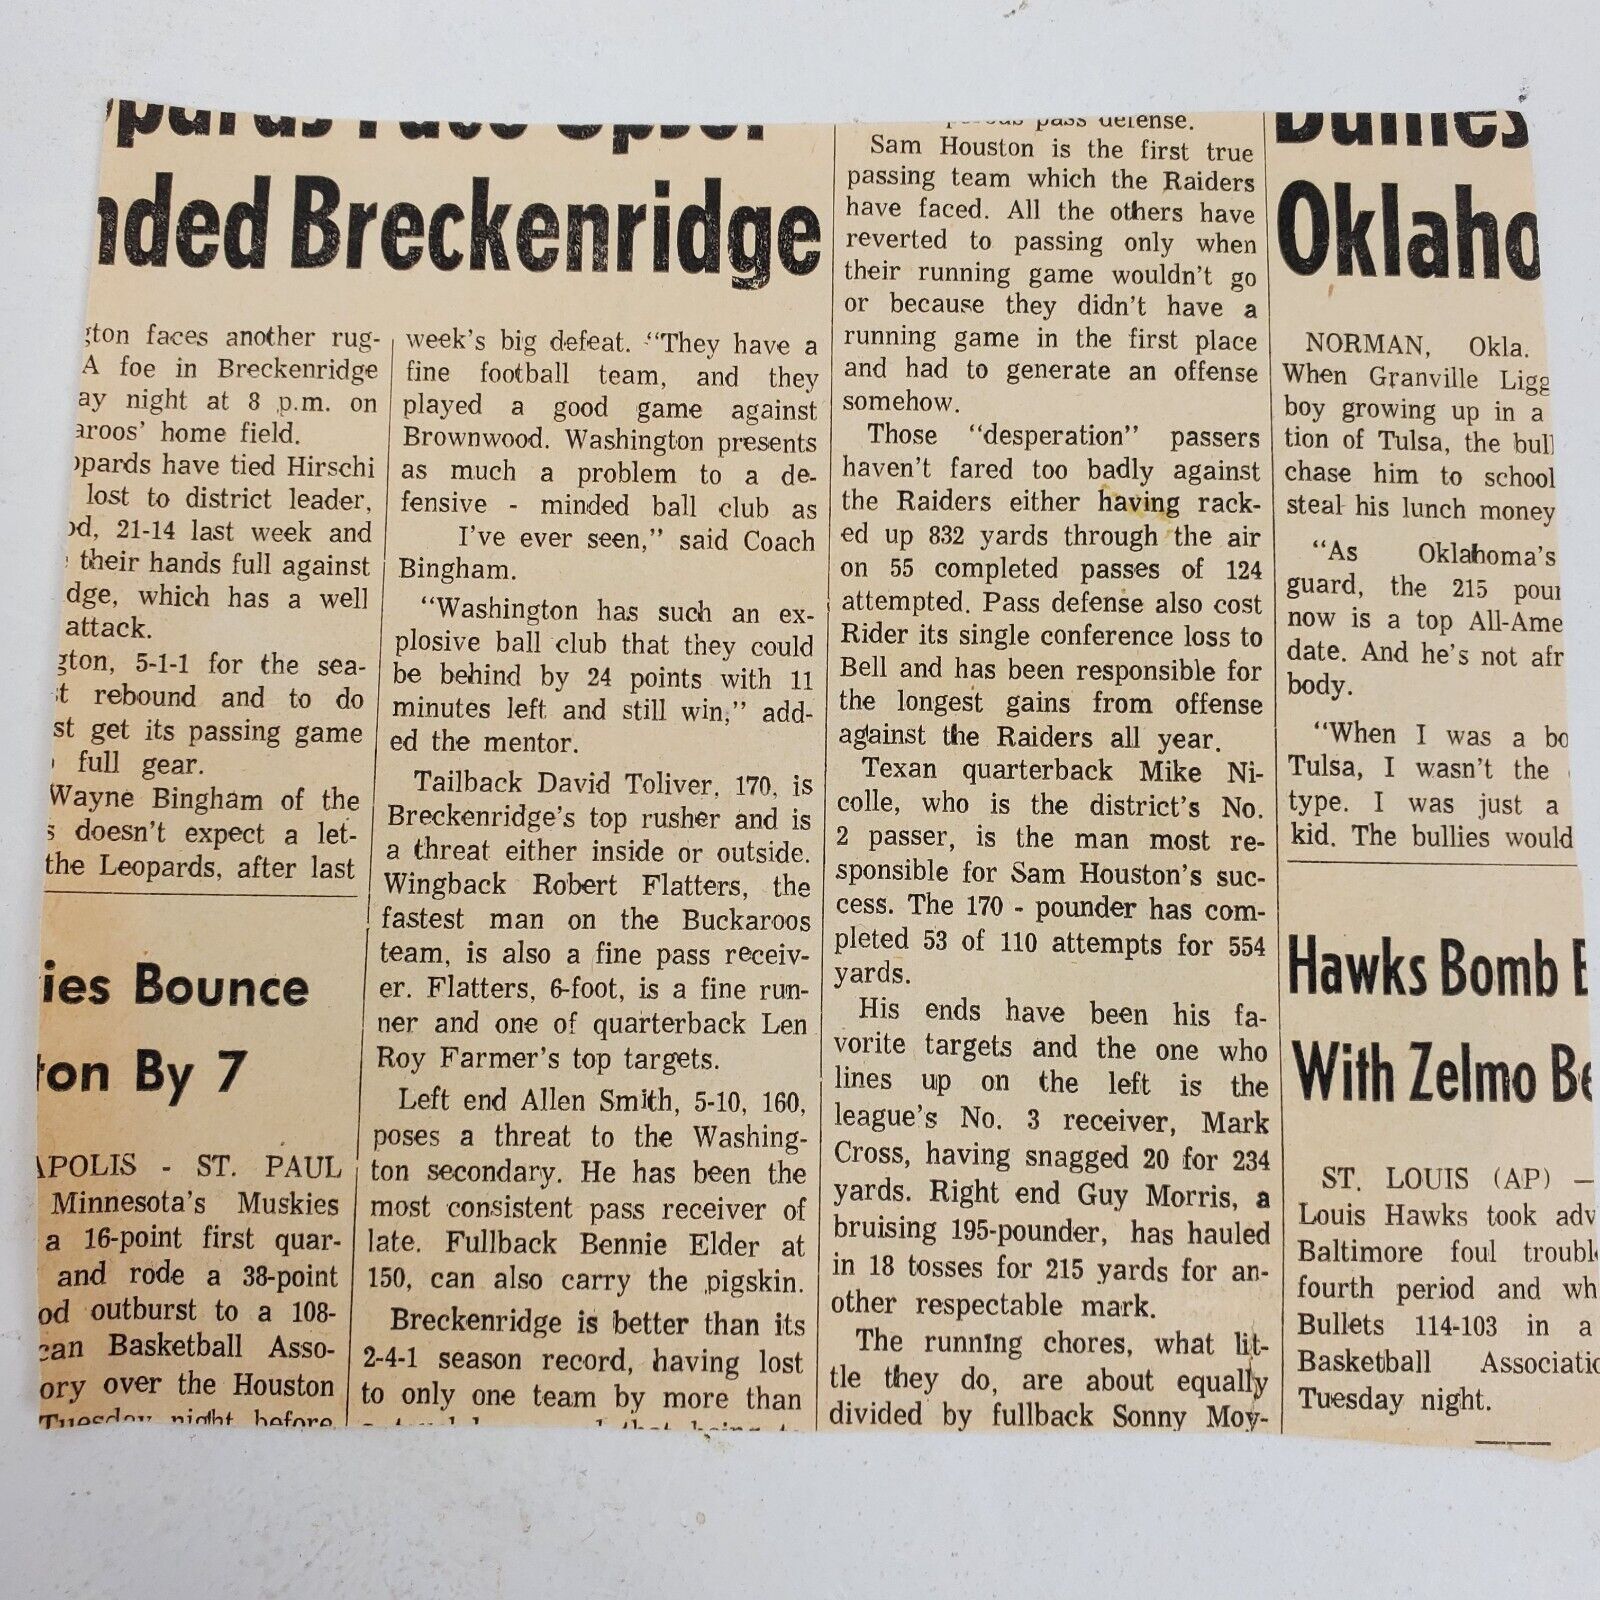 Breckenridge
faces another rug-
A foe in Breckenridge
night at 8 p.m. on
home field.
have tied Hirschi
lost to district leader,
21-14 last week and
their hands full against
which has a well
attack.
5-1-1 for the sea-
rebound and to do
get its passing game
full gear.
Wayne Bingham of the
doesn't expect a let-
the Leopards, after last
Bounce
By 7
- ST. PAUL
Minnesota's Muskies
a 16-point first quar-
and rode a 38-point
outburst to a 108-
Basketball Asso-
over the Houston
Tuesday night before
week's big defeat. "They have a
fine football team, and they
played a good game against
Brownwood. Washington presents
as much a problem to a de-
fensive - minded ball club as
I've ever seen," said Coach
Bingham.
"Washington has such an ex-
plosive ball club that they could
be behind by 24 points with 11
minutes left and still win," add-
ed the mentor.
Tailback David Toliver, 170, is
Breckenridge's top rusher and is
a threat either inside or outside.
Wingback Robert Flatters, the
fastest man on the Buckaroos
team, is also a fine pass receiv-
er. Flatters, 6-foot, is a fine run-
ner and one of quarterback Len
Roy Farmer's top targets.
Left end Allen Smith, 5-10, 160,
poses a threat to the Washing-
ton secondary. He has been the
most consistent pass receiver of
late. Fullback Bennie Elder at
150, can also carry the pigskin.
Breckenridge is better than its
2-4-1 season record, having lost
to only one team by more than
pass defense.
Sam Houston is the first true
passing team which the Raiders
have faced. All the others have
reverted to passing only when
their running game wouldn't go
or because they didn't have a
running game in the first place
and had to generate an offense
somehow.
Those "desperation" passers
haven't fared too badly against
the Raiders either having rack-
ed up 832 yards through the air
on 55 completed passes of 124
attempted. Pass defense also cost
Rider its single conference loss to
Bell and has been responsible for
the longest gains from offense
against the Raiders all year.
Texan quarterback Mike Ni-
colle, who is the district's No.
2 passer, is the man most re-
sponsible for Sam Houston's suc-
cess. The 170 - pounder has com-
pleted 53 of 110 attempts for 554
yards.
His ends have been his fa-
vorite targets and the one who
lines up on the left is the
league's No. 3 receiver, Mark
Cross, having snagged 20 for 234
yards. Right end Guy Morris, a
bruising 195-pounder, has hauled
in 18 tosses for 215 yards for an-
other respectable mark.
The running chores, what lit-
tle they do, are about equally
divided by fullback Sonny Moy-
Oklaho
NORMAN, Okla.
When Granville Ligg
boy growing up in a
tion of Tulsa, the bull
chase him to school
steal his lunch money
"As Oklahoma's
guard, the 215 pou
now is a top All-Ame
date. And he's not afr
body.
"When I was a bo
Tulsa, I wasn't the
type. I was just a
kid. The bullies would
Hawks Bomb B
With Zelmo Be
ST. LOUIS (AP) —
Louis Hawks took adv
Baltimore foul troubl
fourth period and wh
Bullets 114-103 in a
Basketball Associatio
Tuesday night.